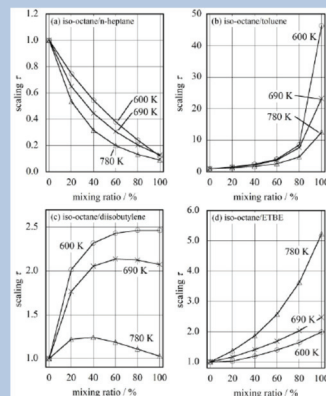 (a) iso-octane/n-heptane
1.2
1.0
0.8
0.6
0.4
0.2
0.0
scaling τ
600 K
690 K
780 K
0 20 40 60 80 100
mixing ratio / %
(b) iso-octane/toluene
50
40
30
20
10
scaling τ
600 K
690 K
780 K
0 20 40 60 80 100
mixing ratio / %
(c) iso-octane/diisobutylene
2.5
2.0
1.5
1.0
scaling τ
600 K
690 K
780 K
0 20 40 60 80 100
mixing ratio / %
(d) iso-octane/ETBE
6.0
5.0
4.0
3.0
2.0
1.0
scaling τ
780 K
690 K
600 K
0 20 40 60 80 100
mixing ratio / %